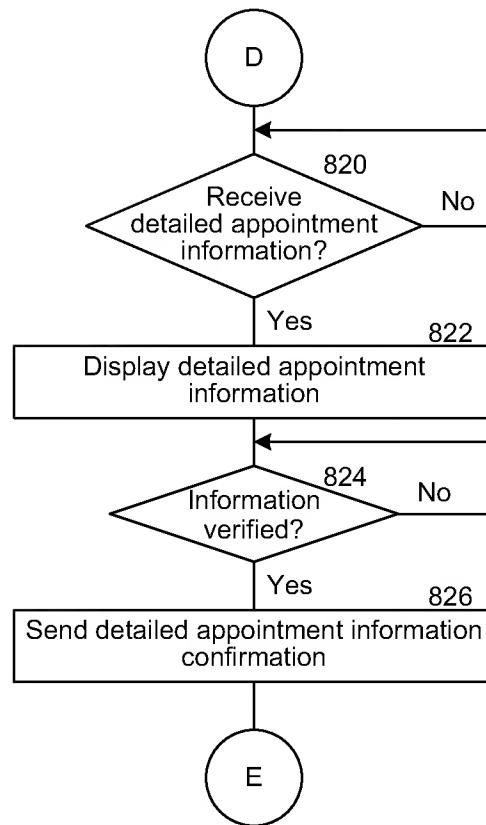 D
820
Receive
detailed appointment
information?
No
Yes
822
Display detailed appointment
information
824
Information
verified?
No
Yes
826
Send detailed appointment information
confirmation
E